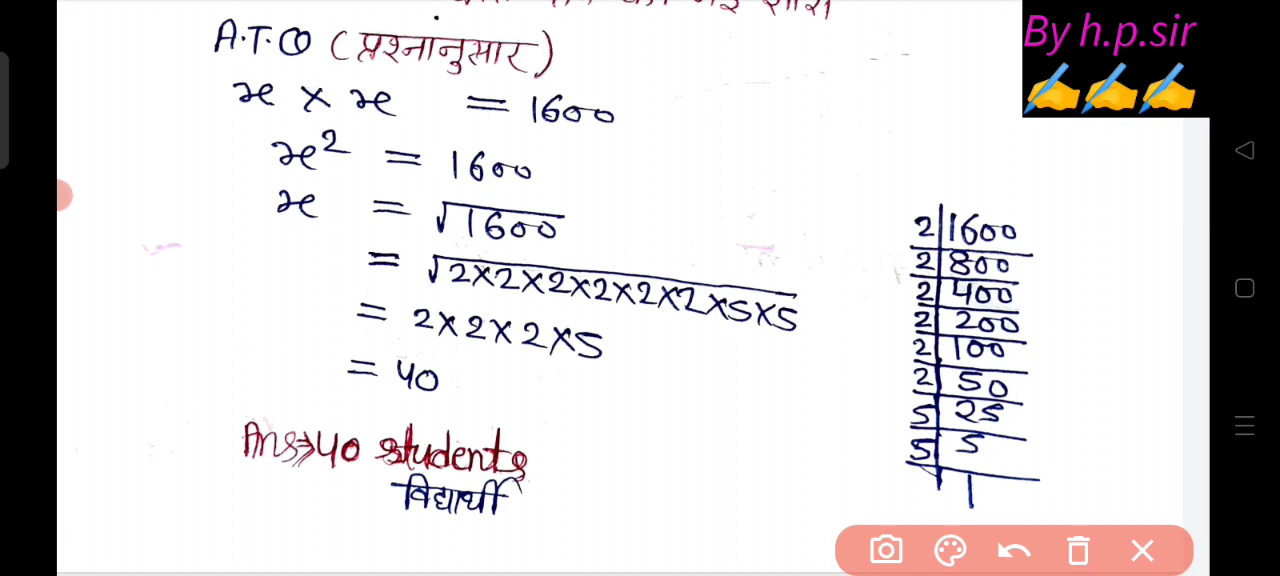 By h.p.sir
A.T.Q (प्रश्नानुसार)
x × x = 1600
x² = 1600
x = √1600
= √2×2×2×2×2×2×5×5
= 2×2×2×5
= 40
Ans⇒40 students
विद्यार्थी
2|1600
2|800
2|400
2|200
2|100
2|50
5|25
5|5
1